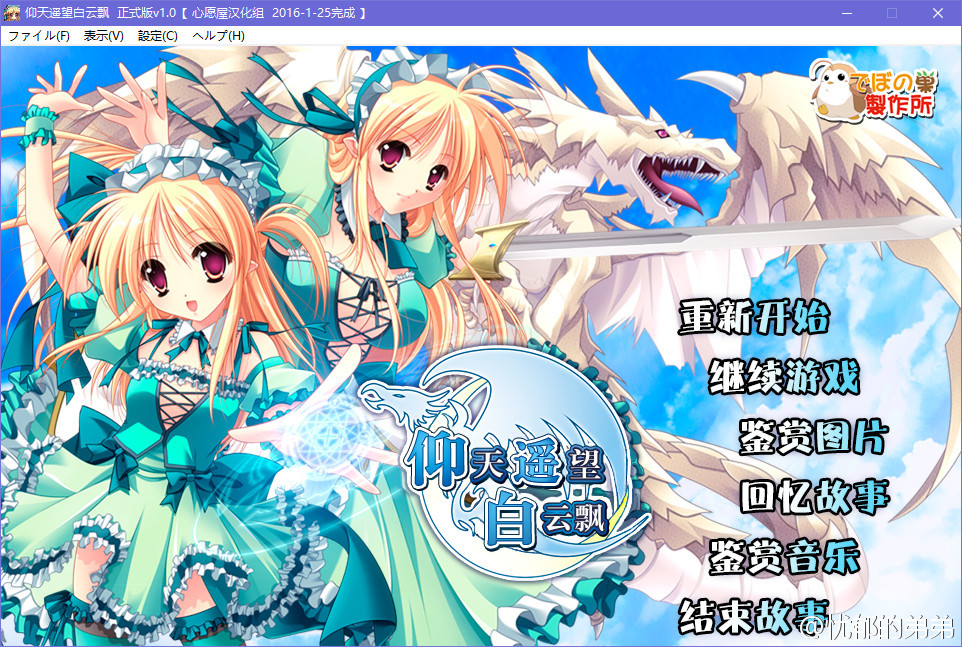 仰天遥望白云飘 正式版v1.0【 心愿屋汉化组 2016-1-25完成 】
ファイル(F) 表示(V) 設定(C) ヘルプ(H)
でぼの巣
製作所
重新开始
继续游戏
鉴赏图片
仰天遥望
白云飘
回忆故事
鉴赏音乐
结束故事
@忧郁的弟弟